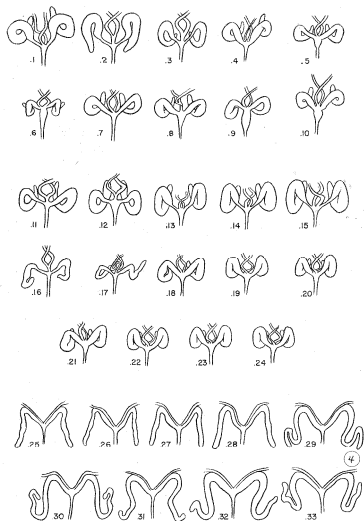 .1 .2 .3 .4 .5
.6 .7 .8 .9 .10
.11 .12 .13 .14 .15
.16 .17 .18 .19 .20
.21 .22 .23 .24
.25 .26 .27 .28 .29
4
.30 .31 .32 .33